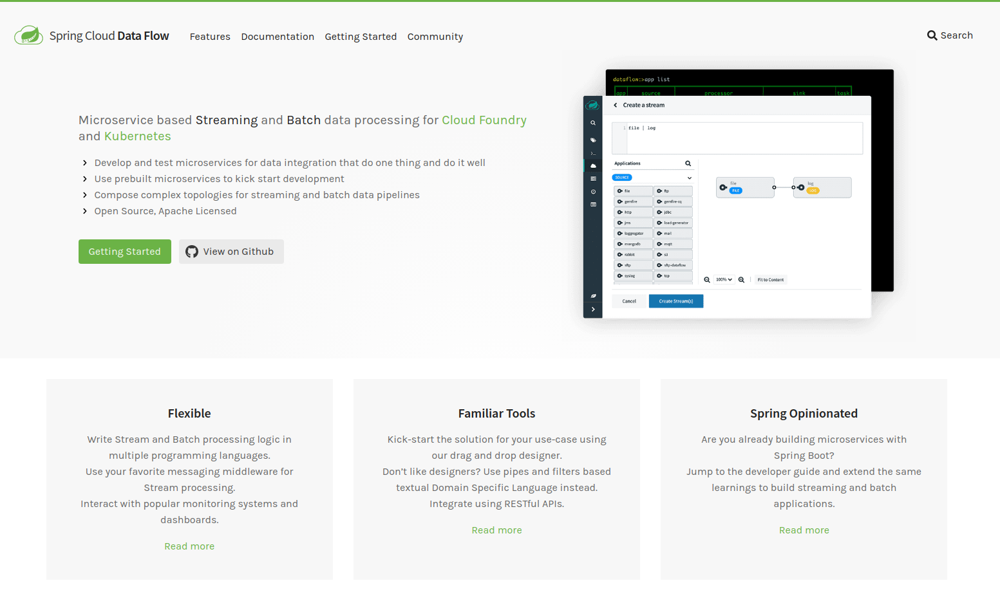 Spring Cloud Data Flow
Features Documentation Getting Started Community
Search
Microservice based Streaming and Batch data processing for Cloud Foundry
and Kubernetes
Develop and test microservices for data integration that do one thing and do it well
Use prebuilt microservices to kick start development
Compose complex topologies for streaming and batch data pipelines
Open Source, Apache Licensed
Getting Started
View on Github
dataflow:>app list
app source processor sink task
Create a stream
1 file | log
Applications
SOURCE
file ftp
gemfire gemfire-cq
http jdbc
jms load-generator
loggregator mail
mongodb mqtt
rabbit s3
sftp sftp-dataflow
syslog tcp
file
FILE
log
LOG
100%
Fit to Content
Cancel
Create Stream(s)
Flexible
Write Stream and Batch processing logic in
multiple programming languages.
Use your favorite messaging middleware for
Stream processing.
Interact with popular monitoring systems and
dashboards.
Read more
Familiar Tools
Kick-start the solution for your use-case using
our drag and drop designer.
Don’t like designers? Use pipes and filters based
textual Domain Specific Language instead.
Integrate using RESTful APIs.
Read more
Spring Opinionated
Are you already building microservices with
Spring Boot?
Jump to the developer guide and extend the same
learnings to build streaming and batch
applications.
Read more